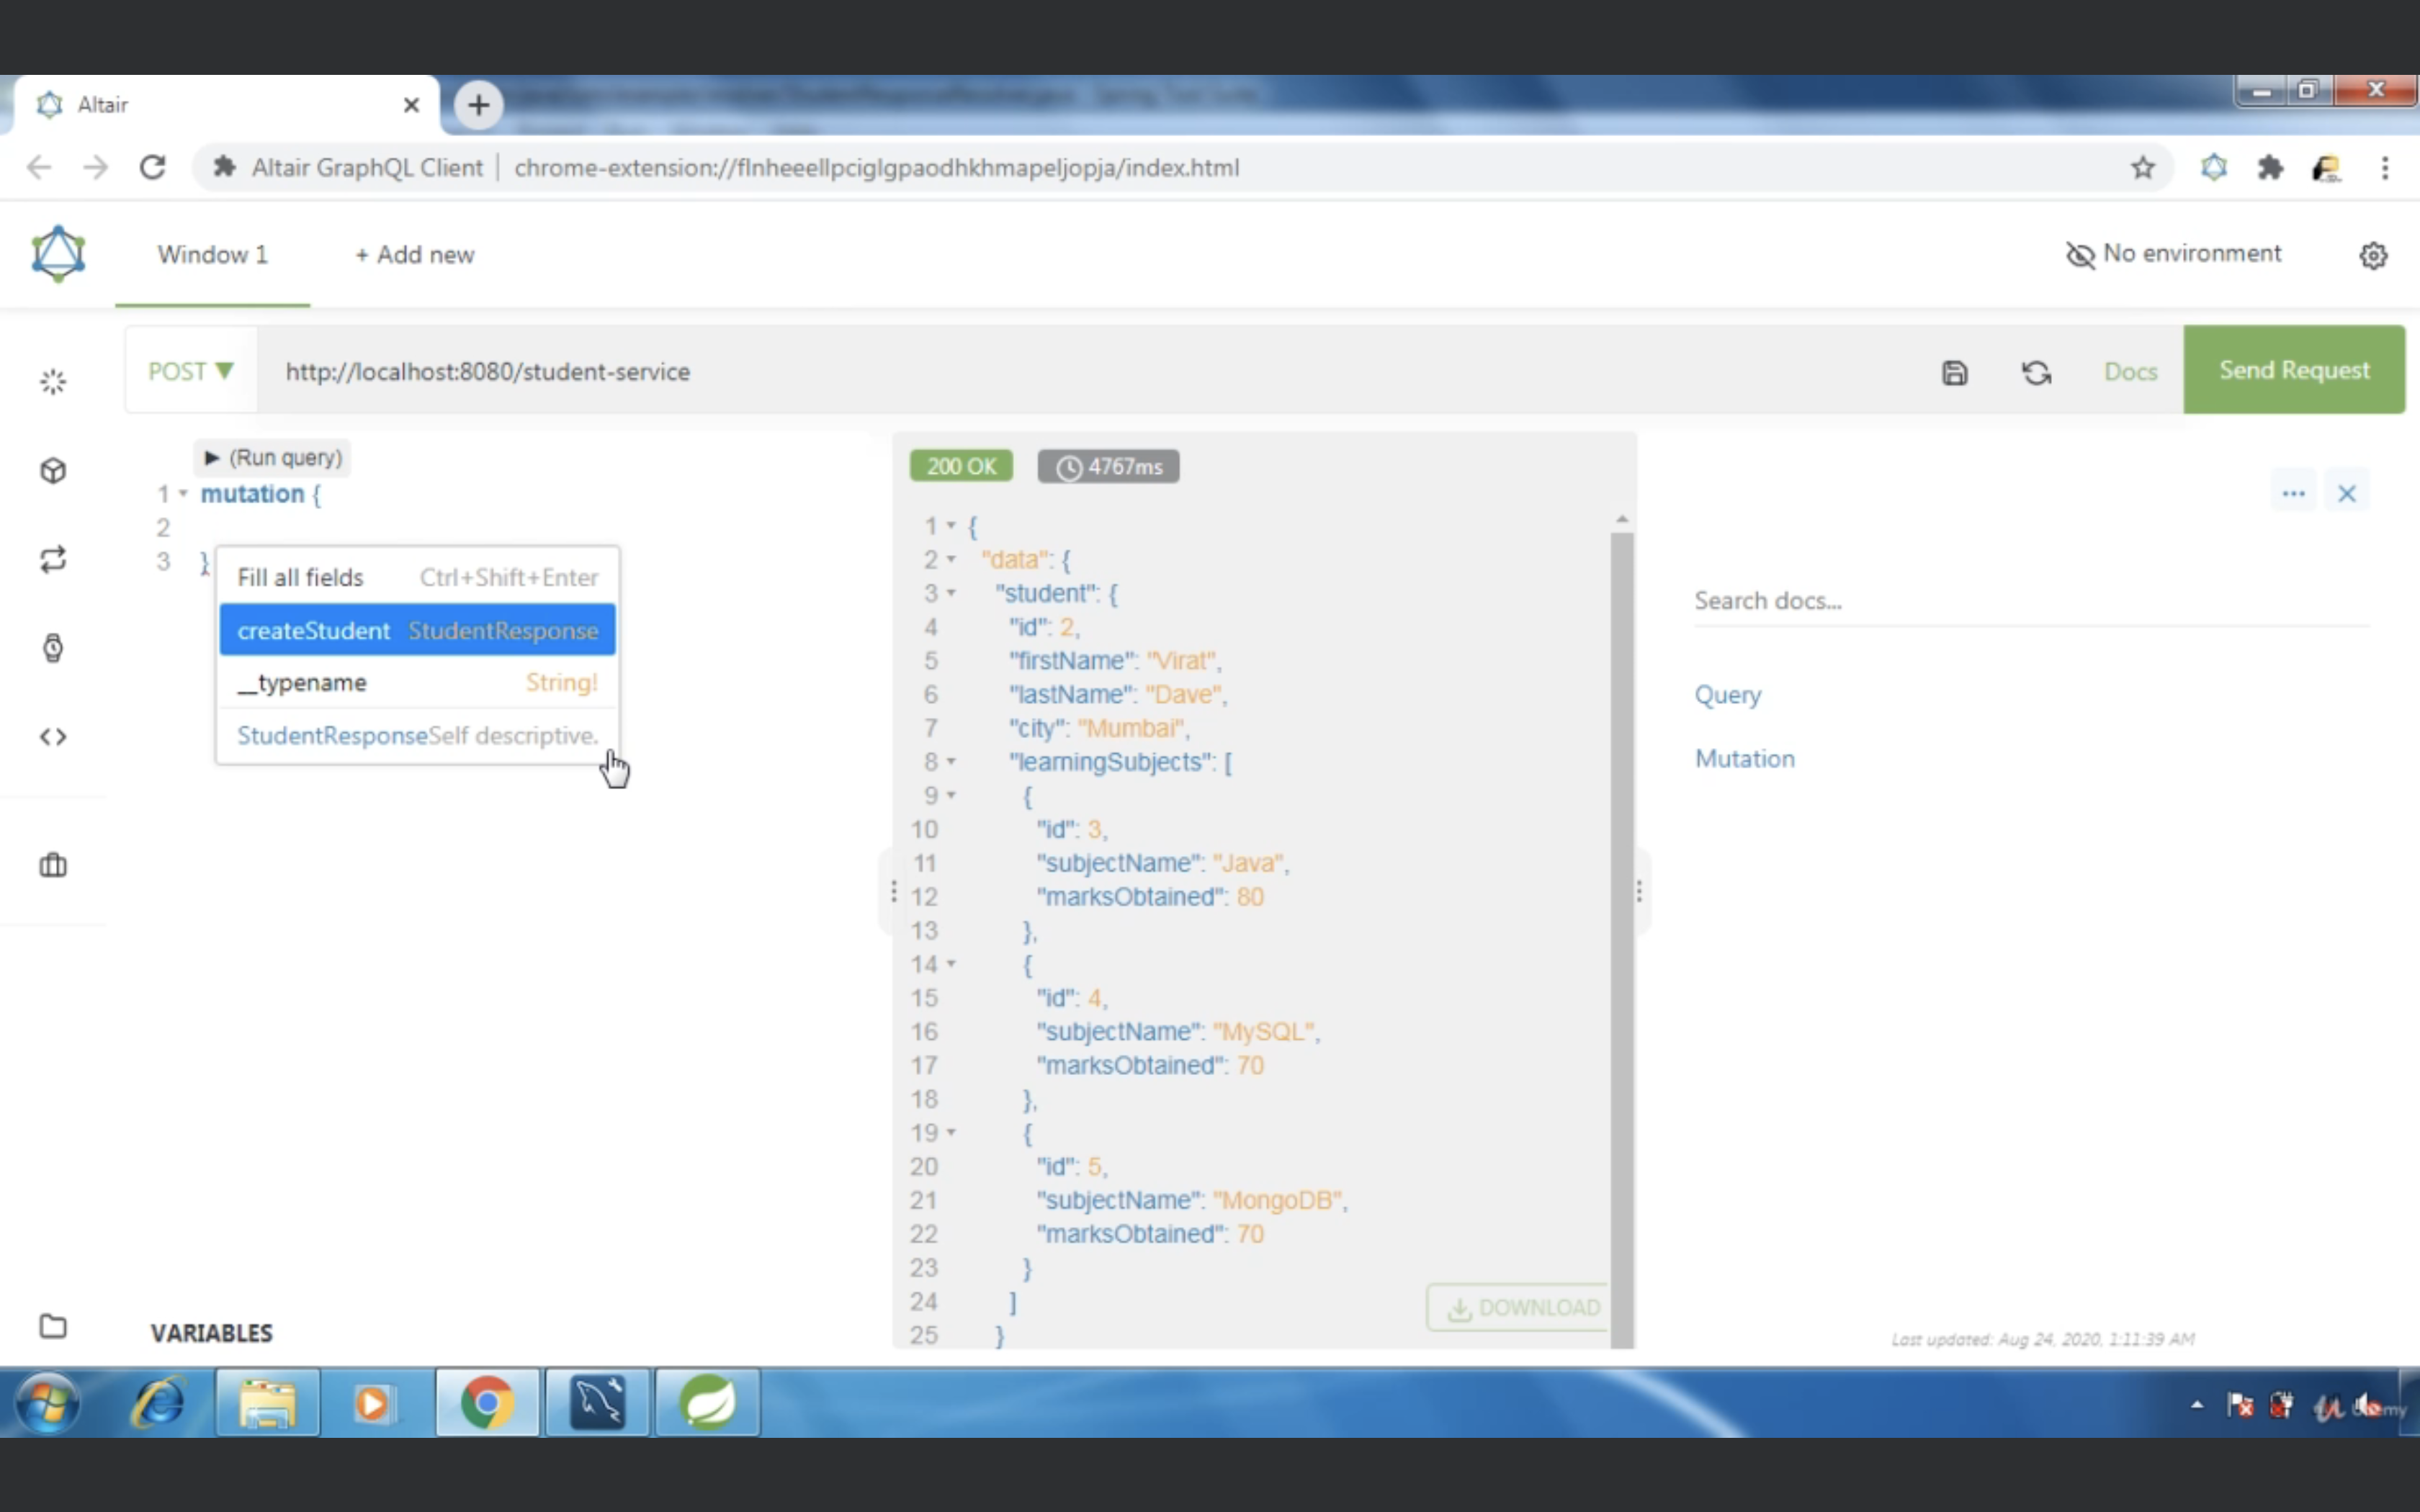 Altair
Altair GraphQL Client | chrome-extension://flnheeellpciglgpaodhkhmapeljopja/index.html
Window 1
+ Add new
No environment
POST
http://localhost:8080/student-service
Docs
Send Request
(Run query)
1 mutation {
2
3 }
Fill all fields Ctrl+Shift+Enter
createStudent StudentResponse
__typename String!
StudentResponseSelf descriptive.
VARIABLES
200 OK
4767ms
1 {
2 "data": {
3 "student": {
4 "id": 2,
5 "firstName": "Virat",
6 "lastName": "Dave",
7 "city": "Mumbai",
8 "learningSubjects": [
9 {
10 "id": 3,
11 "subjectName": "Java",
12 "marksObtained": 80
13 },
14 {
15 "id": 4,
16 "subjectName": "MySQL",
17 "marksObtained": 70
18 },
19 {
20 "id": 5,
21 "subjectName": "MongoDB",
22 "marksObtained": 70
23 }
24 ]
25 }
DOWNLOAD
Search docs...
Query
Mutation
Last updated: Aug 24, 2020, 1:11:39 AM